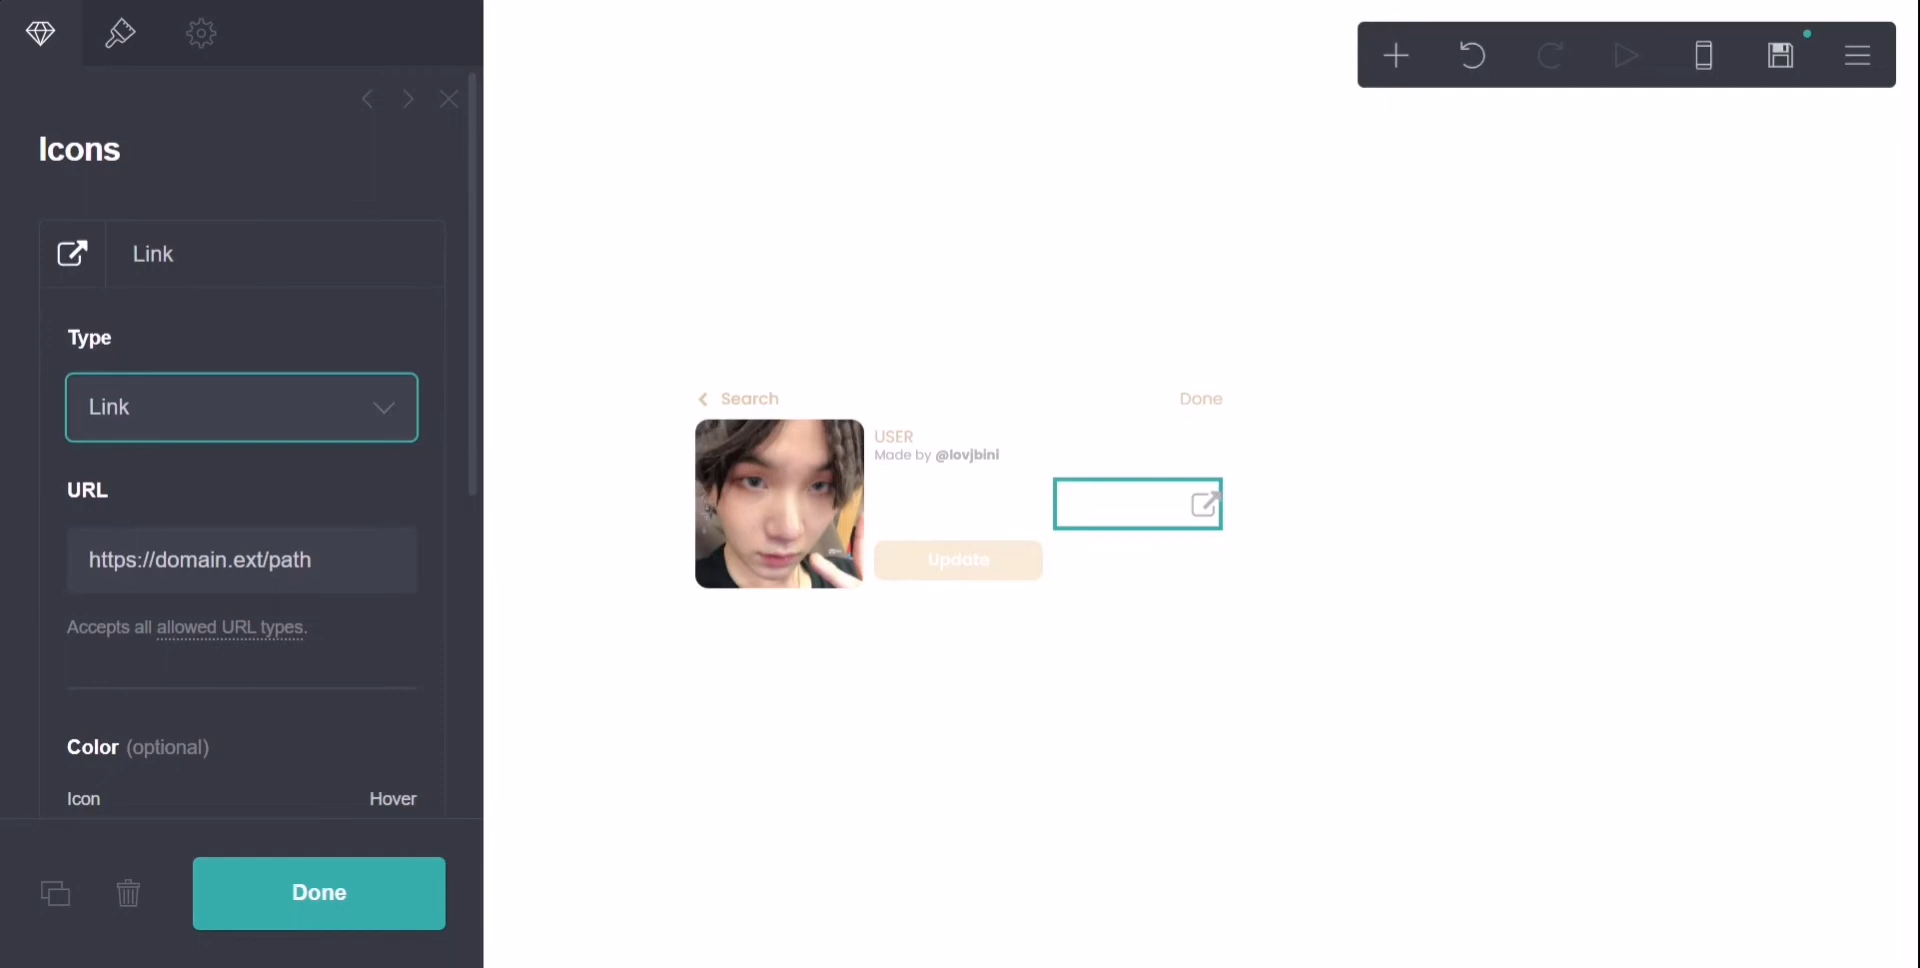 Icons
Link
Type
Link
URL
https://domain.ext/path
Accepts all allowed URL types.
Color (optional)
Icon
Hover
Done
Search
Done
USER
Made by @lovjbini
Update